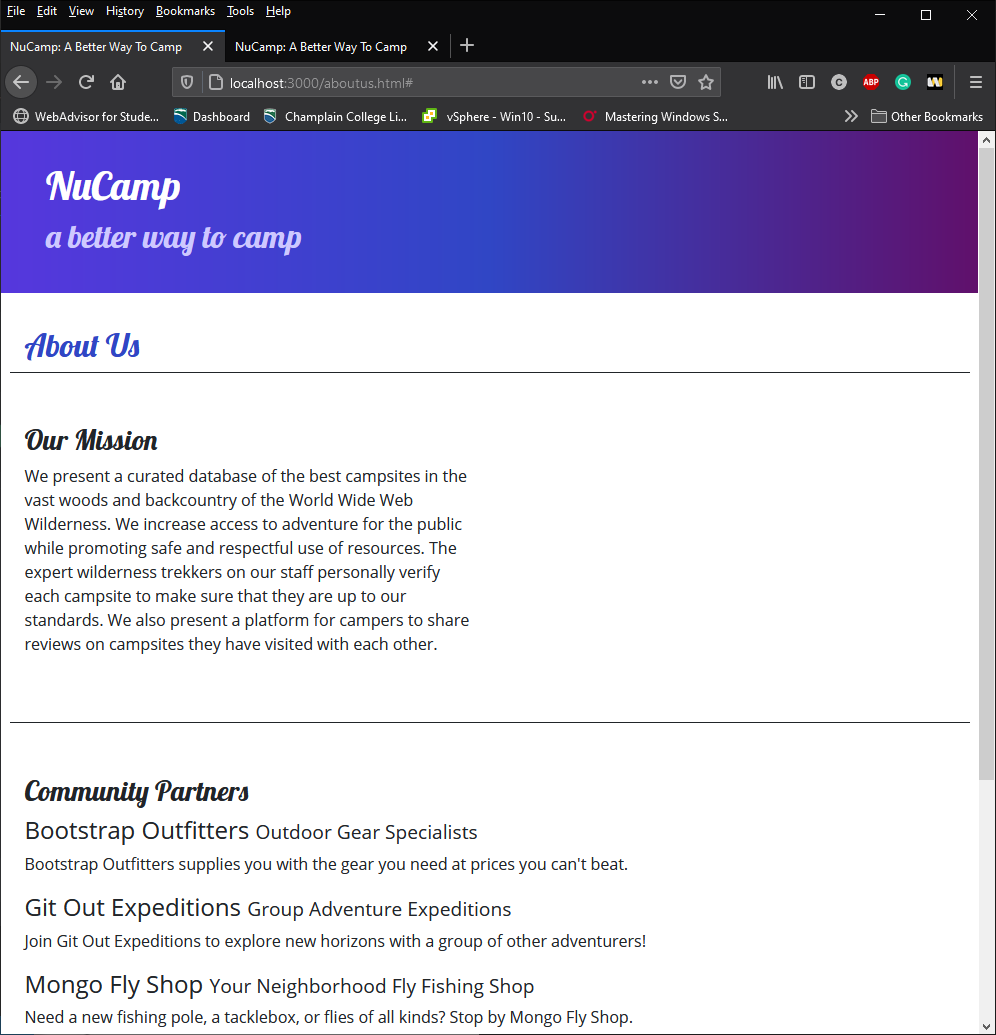 File Edit View History Bookmarks Tools Help
NuCamp: A Better Way To Camp NuCamp: A Better Way To Camp
localhost:3000/aboutus.html#
C ABP G W
WebAdvisor for Stude... Dashboard Champlain College Li... vSphere - Win10 - Su... Mastering Windows S... Other Bookmarks
NuCamp
a better way to camp
About Us
Our Mission
We present a curated database of the best campsites in the
vast woods and backcountry of the World Wide Web
Wilderness. We increase access to adventure for the public
while promoting safe and respectful use of resources. The
expert wilderness trekkers on our staff personally verify
each campsite to make sure that they are up to our
standards. We also present a platform for campers to share
reviews on campsites they have visited with each other.
Community Partners
Bootstrap Outfitters Outdoor Gear Specialists
Bootstrap Outfitters supplies you with the gear you need at prices you can't beat.
Git Out Expeditions Group Adventure Expeditions
Join Git Out Expeditions to explore new horizons with a group of other adventurers!
Mongo Fly Shop Your Neighborhood Fly Fishing Shop
Need a new fishing pole, a tacklebox, or flies of all kinds? Stop by Mongo Fly Shop.